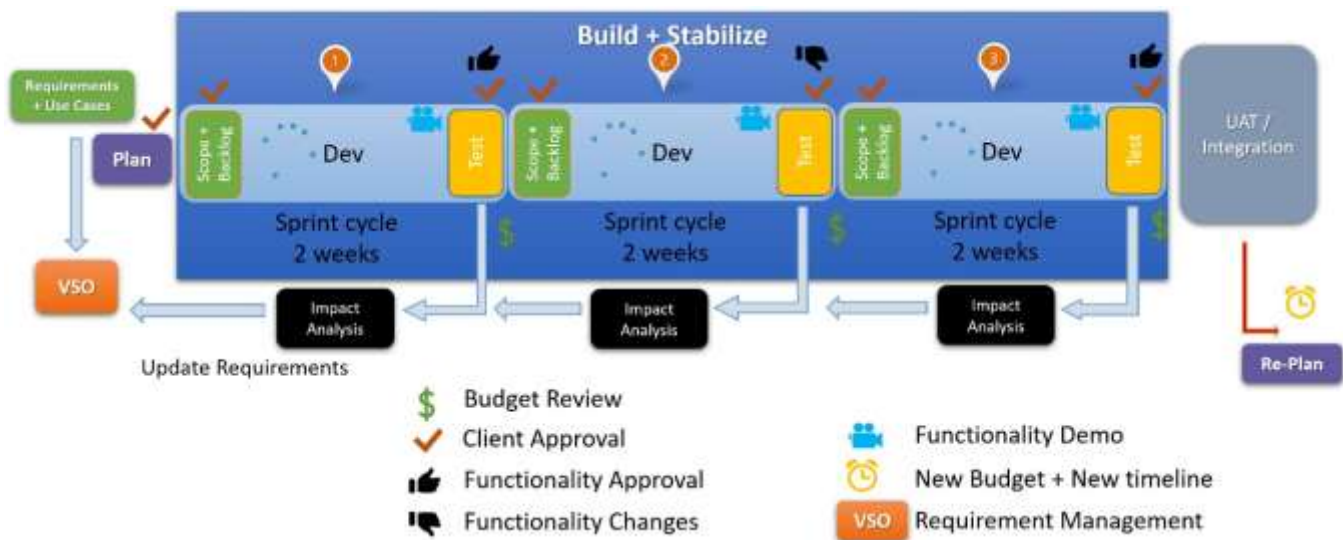 Build + Stabilize
1
2
3
Requirements
+ Use Cases
Plan
Scope +
Backlog
Dev
Test
Scope +
Backlog
Dev
Test
Scope +
Backlog
Dev
Test
UAT /
Integration
Sprint cycle
2 weeks
$
Sprint cycle
2 weeks
$
Sprint cycle
2 weeks
$
VSO
Impact
Analysis
Impact
Analysis
Impact
Analysis
Re-Plan
Update Requirements
$ Budget Review
Client Approval
Functionality Approval
Functionality Changes
Functionality Demo
New Budget + New timeline
VSO Requirement Management